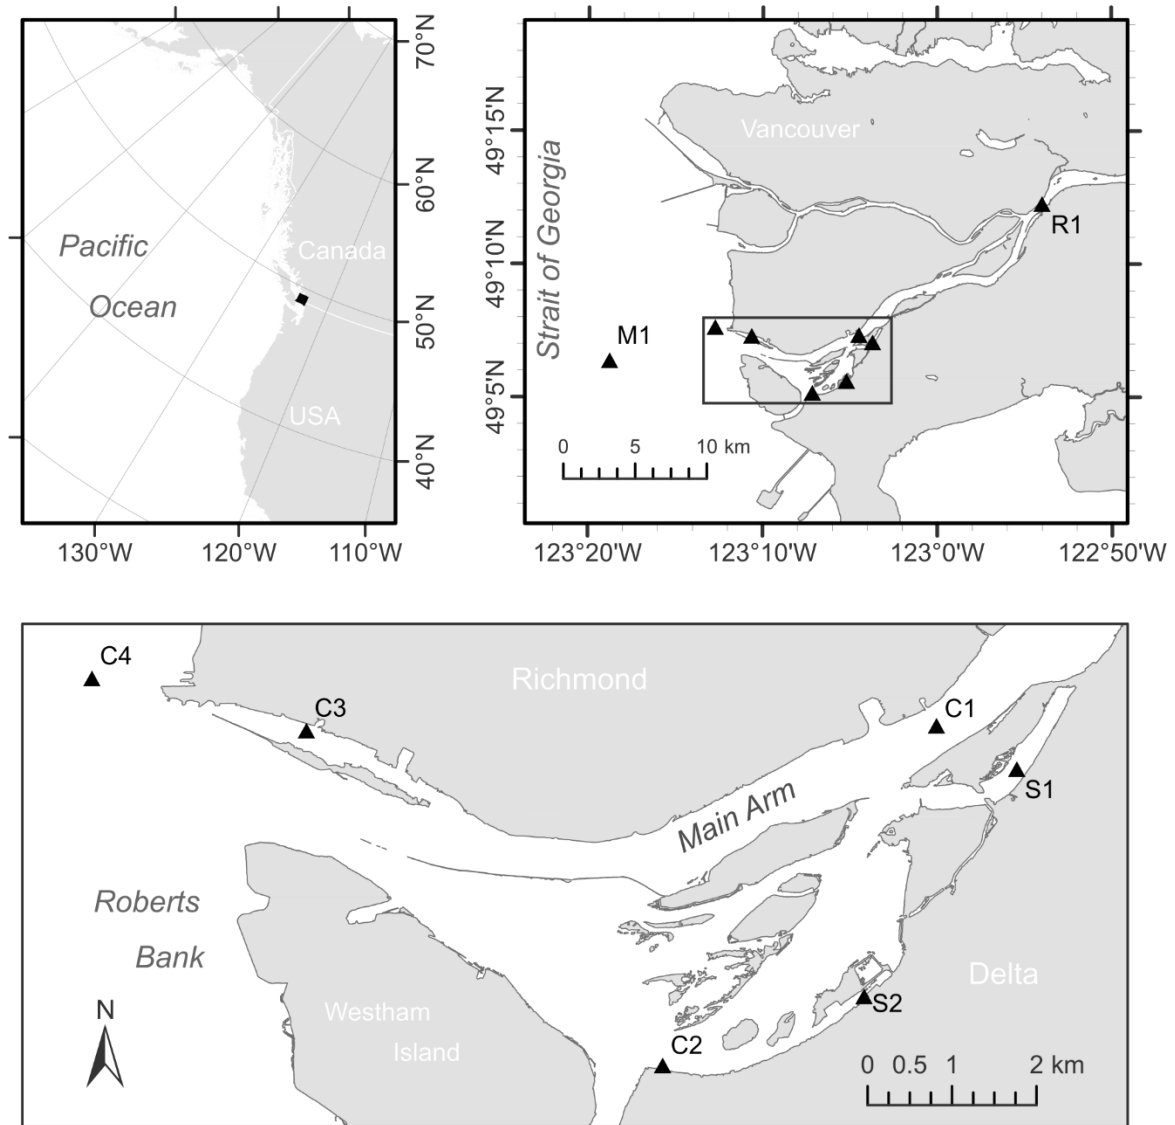 Pacific
Ocean
Canada
USA
70°N
60°N
50°N
40°N
130°W
120°W
110°W
Strait of Georgia
49°15'N
49°10'N
49°5'N
Vancouver
R1
M1
0 5 10 km
123°20'W
123°10'W
123°0'W
122°50'W
C4
C3
Richmond
C1
S1
Main Arm
Roberts
Bank
Delta
S2
Westham
Island
C2
N
0 0.5 1 2 km